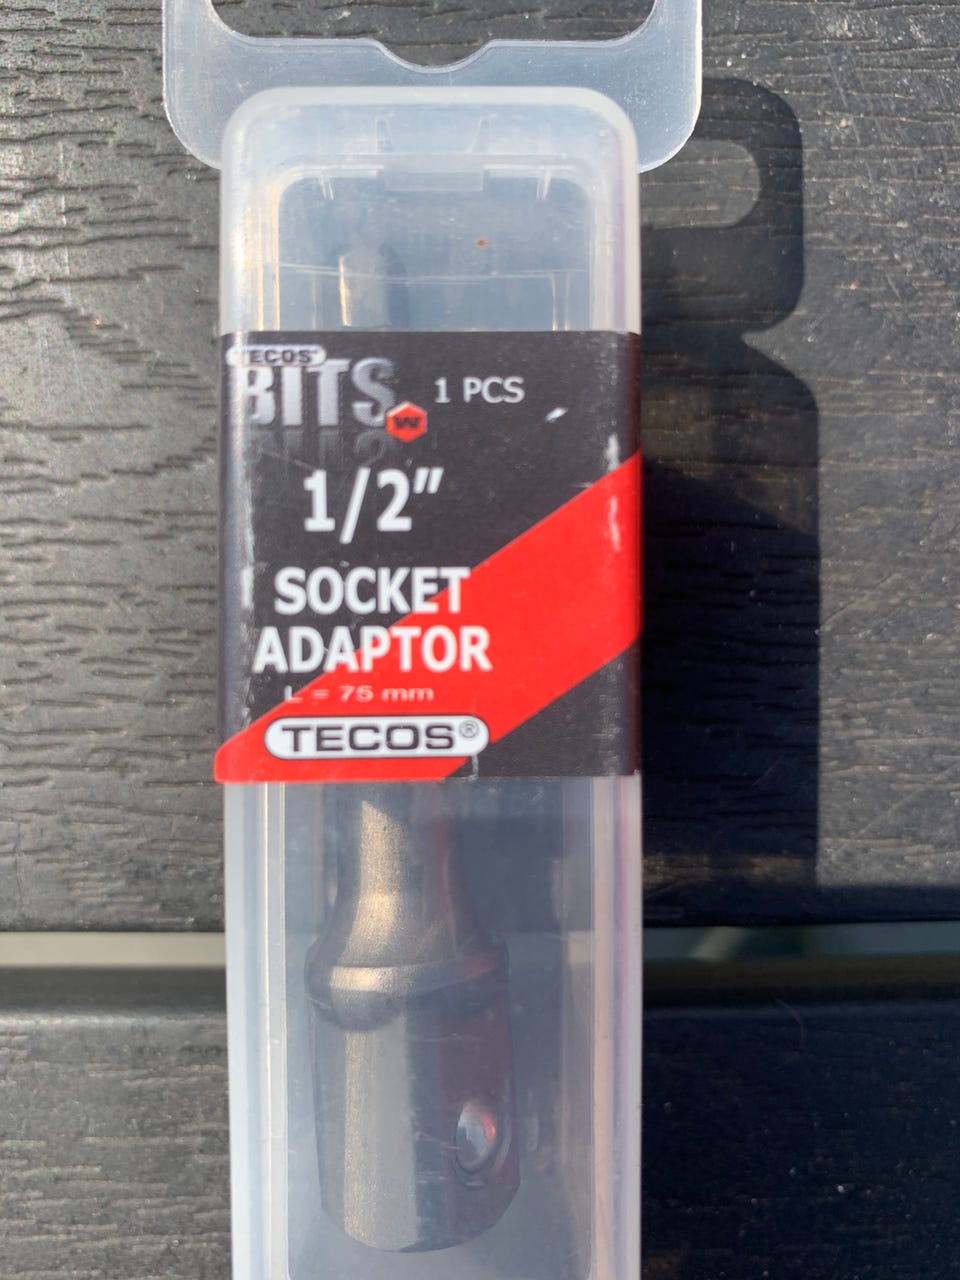 TECOS®
BITS 1 PCS
W
1/2”
SOCKET
ADAPTOR
L = 75 mm
TECOS®